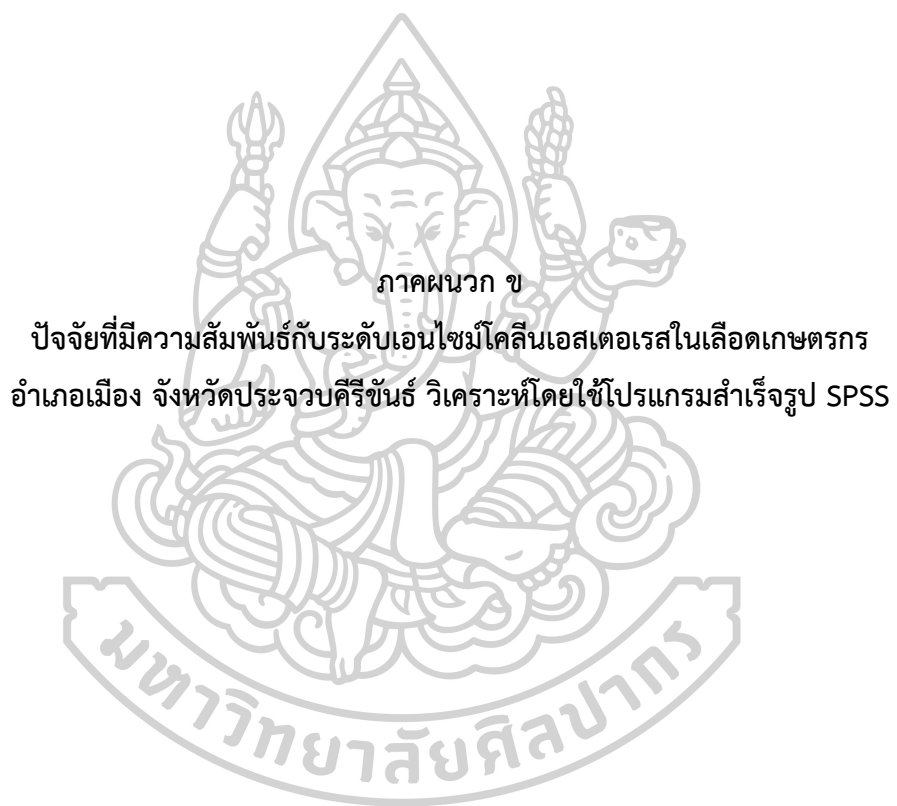 ภาคผนวก ข
ปัจจัยที่มีความสัมพันธ์กับระดับเอนไซม์โคลีนเอสเตอเรสในเลือดเกษตรกร
อำเภอเมือง จังหวัดประจวบคีรีขันธ์ วิเคราะห์โดยใช้โปรแกรมสำเร็จรูป SPSS
มหาวิทยาลัยศิลปากร